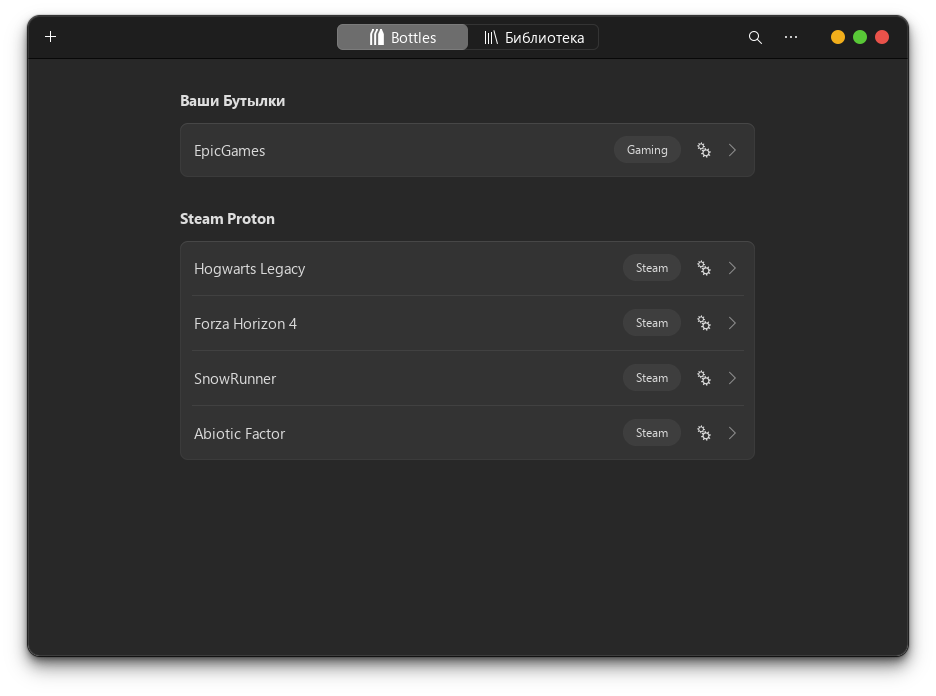 Bottles
Библиотека
Ваши Бутылки
EpicGames Gaming
Steam Proton
Hogwarts Legacy Steam
Forza Horizon 4 Steam
SnowRunner Steam
Abiotic Factor Steam